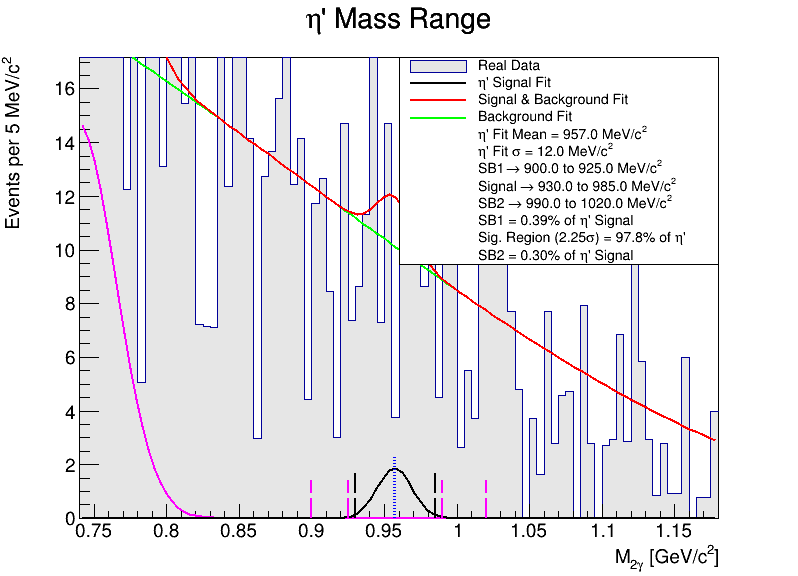 η' Mass Range
Events per 5 MeV/c²
16
14
12
10
8
6
4
2
0
Real Data
η' Signal Fit
Signal & Background Fit
Background Fit
η' Fit Mean = 957.0 MeV/c²
η' Fit σ = 12.0 MeV/c²
SB1 → 900.0 to 925.0 MeV/c²
Signal → 930.0 to 985.0 MeV/c²
SB2 → 990.0 to 1020.0 MeV/c²
SB1 = 0.39% of η' Signal
Sig. Region (2.25σ) = 97.8% of η'
SB2 = 0.30% of η' Signal
0.75 0.8 0.85 0.9 0.95 1 1.05 1.1 1.15
M₂ᵧ [GeV/c²]